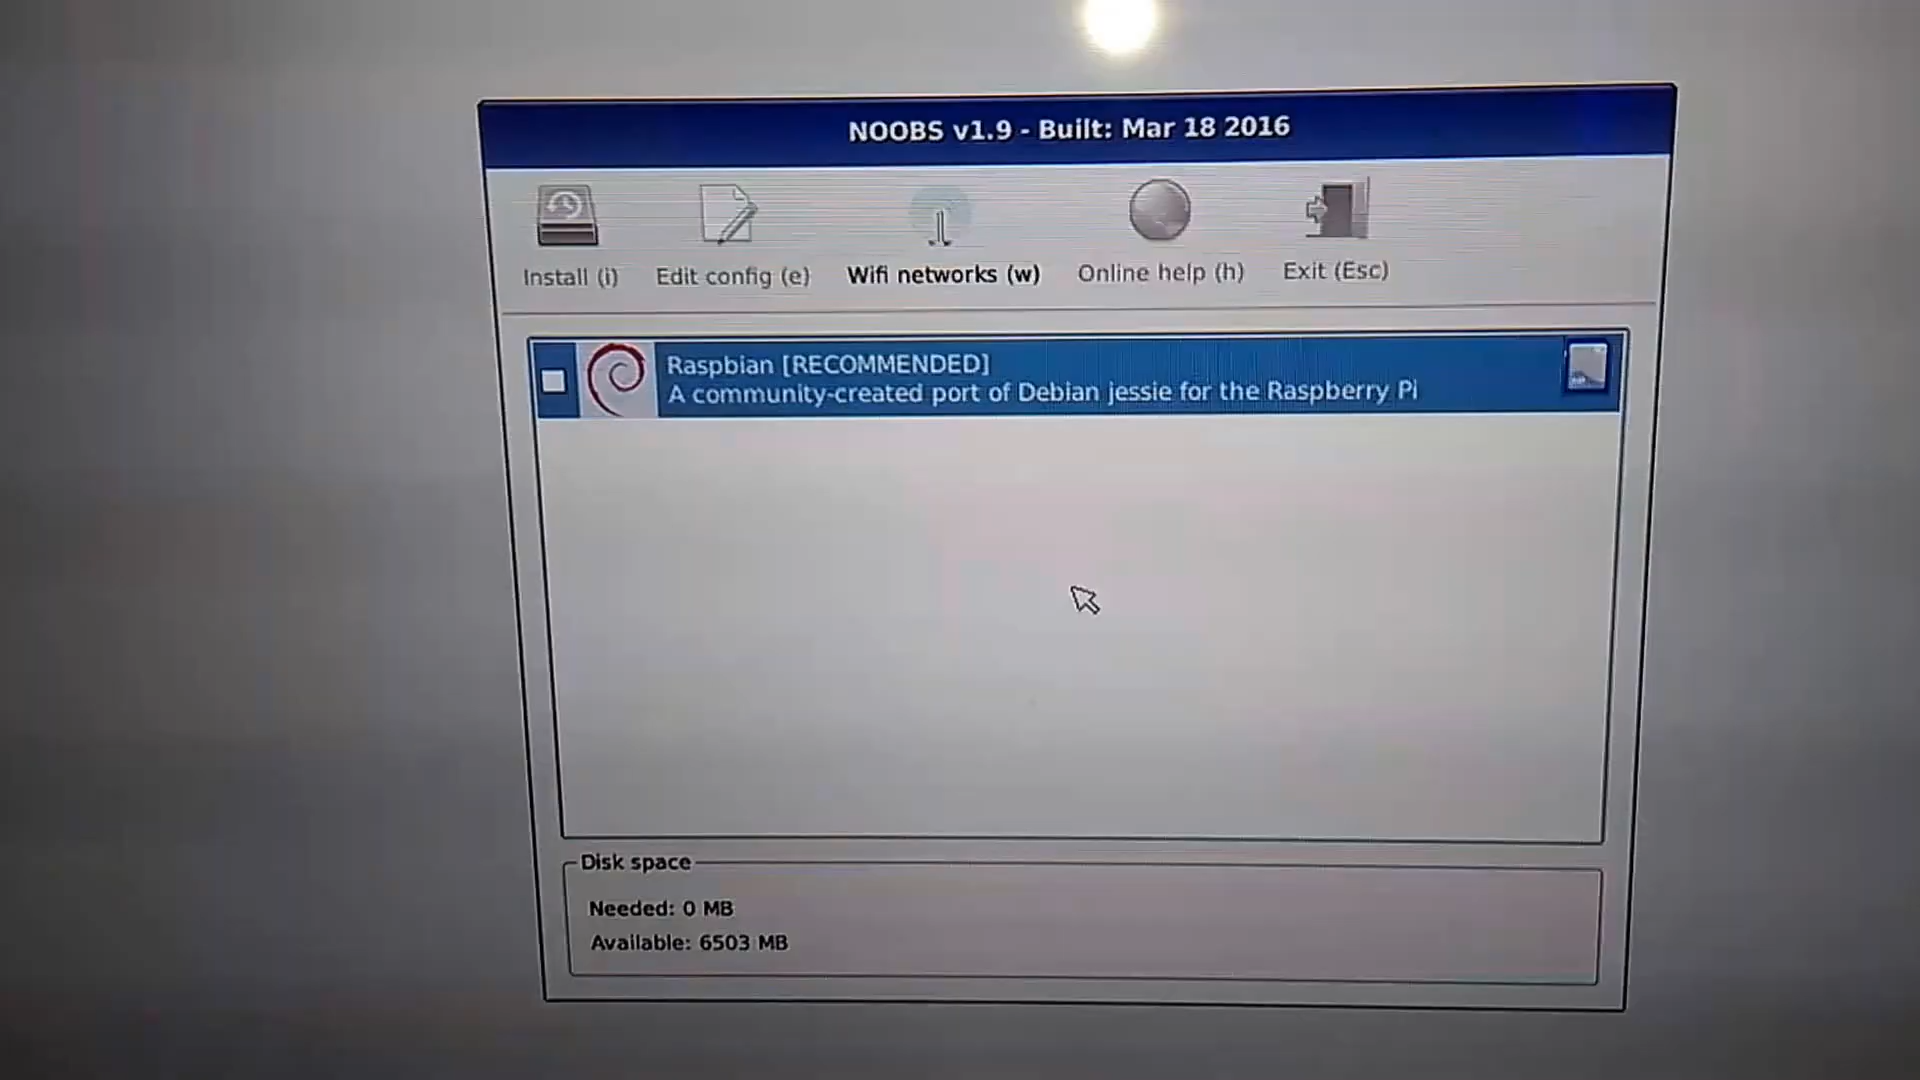 NOOBS v1.9 - Built: Mar 18 2016
Install (i) Edit config (e) Wifi networks (w) Online help (h) Exit (Esc)
Raspbian [RECOMMENDED]
A community-created port of Debian jessie for the Raspberry Pi
Disk space
Needed: 0 MB
Available: 6503 MB